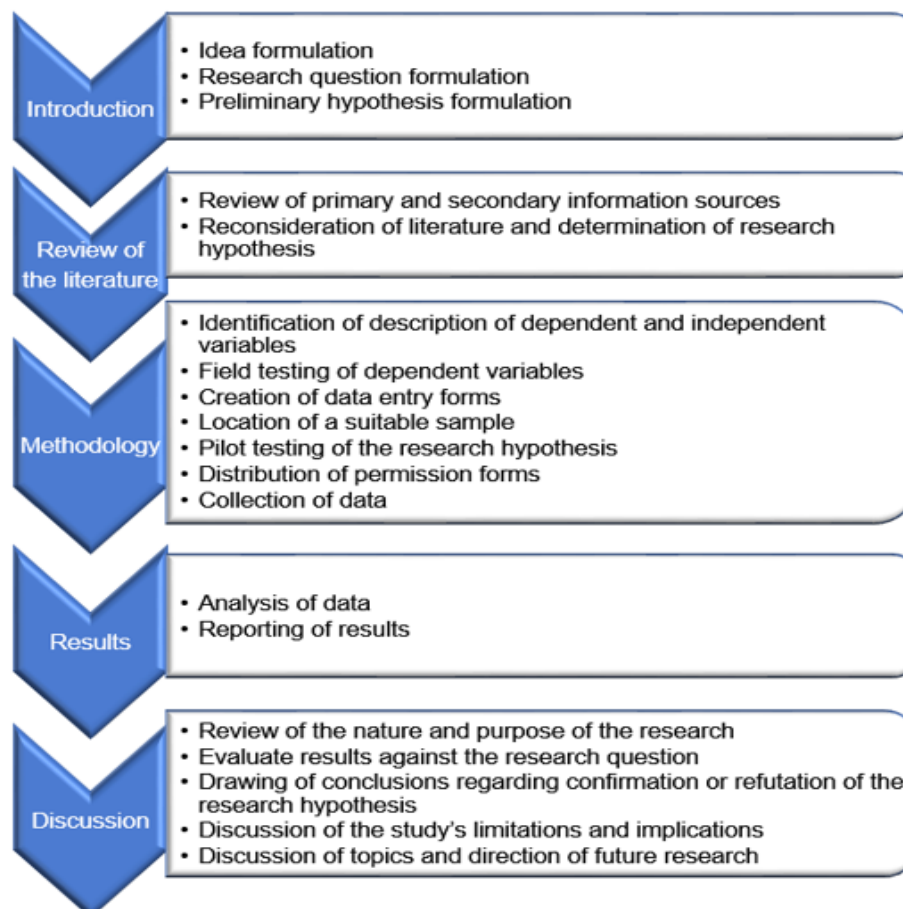 Introduction
• Idea formulation
• Research question formulation
• Preliminary hypothesis formulation
Review of
the literature
• Review of primary and secondary information sources
• Reconsideration of literature and determination of research
hypothesis
Methodology
• Identification of description of dependent and independent
variables
• Field testing of dependent variables
• Creation of data entry forms
• Location of a suitable sample
• Pilot testing of the research hypothesis
• Distribution of permission forms
• Collection of data
Results
• Analysis of data
• Reporting of results
Discussion
• Review of the nature and purpose of the research
• Evaluate results against the research question
• Drawing of conclusions regarding confirmation or refutation of the
research hypothesis
• Discussion of the study's limitations and implications
• Discussion of topics and direction of future research